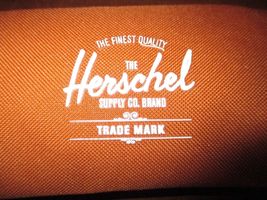 THE FINEST QUALITY
THE
Herschel
SUPPLY CO. BRAND
TRADE MARK